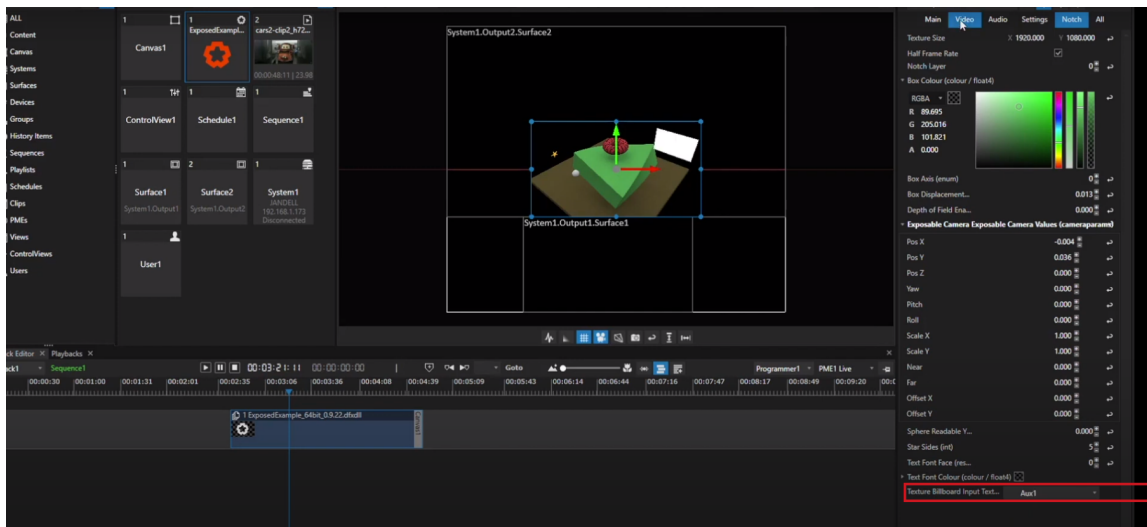 ALL
Content
Canvas
Systems
Surfaces
Devices
Groups
History Items
Sequences
Playlists
Schedules
Clips
PMEs
Views
ControlViews
Users
1
Canvas1
1
ExposedExampl...
2
cars2-clip2_h72...
00:00:48:11 | 23.98
1
ControlView1
1
Schedule1
1
Sequence1
1
Surface1
System1.Output1
2
Surface2
System1.Output2
1
System1
JANDELL
192.168.1.173
Disconnected
1
User1
System1.Output2.Surface2
System1.Output1.Surface1
Main Video Audio Settings Notch All
Texture Size X 1920.000 Y 1080.000
Half Frame Rate
Notch Layer 0
Box Colour (colour / float4)
RGBA
R 89.695
G 205.016
B 101.821
A 0.000
Box Axis (enum) 0
Box Displacement... 0.013
Depth of Field Ena... 0.000
Exposable Camera Exposable Camera Values (cameraparams)
Pos X -0.004
Pos Y 0.036
Pos Z 0.000
Yaw 0.000
Pitch 0.000
Roll 0.000
Scale X 1.000
Scale Y 1.000
Near 0.000
Far 0.000
Offset X 0.000
Offset Y 0.000
Sphere Readable Y... 0.000
Star Sides (int) 5
Text Font Face (res... 0
Text Font Colour (colour / float4)
Texture Billboard Input Text... Aux1
ck Editor × Playbacks ×
ack1 Sequence1 00:03:21:11 00:00:00:00 Goto Programmer1 PME1 Live
00:00:30 00:01:00 00:01:31 00:02:01 00:02:35 00:03:06 00:03:36 00:04:08 00:04:39 00:05:09 00:05:43 00:06:14 00:06:44 00:07:16 00:07:47 00:08:17 00:08:49 00:09:20 00:0
1 ExposedExample_64bit_0.9.22.dfxdll